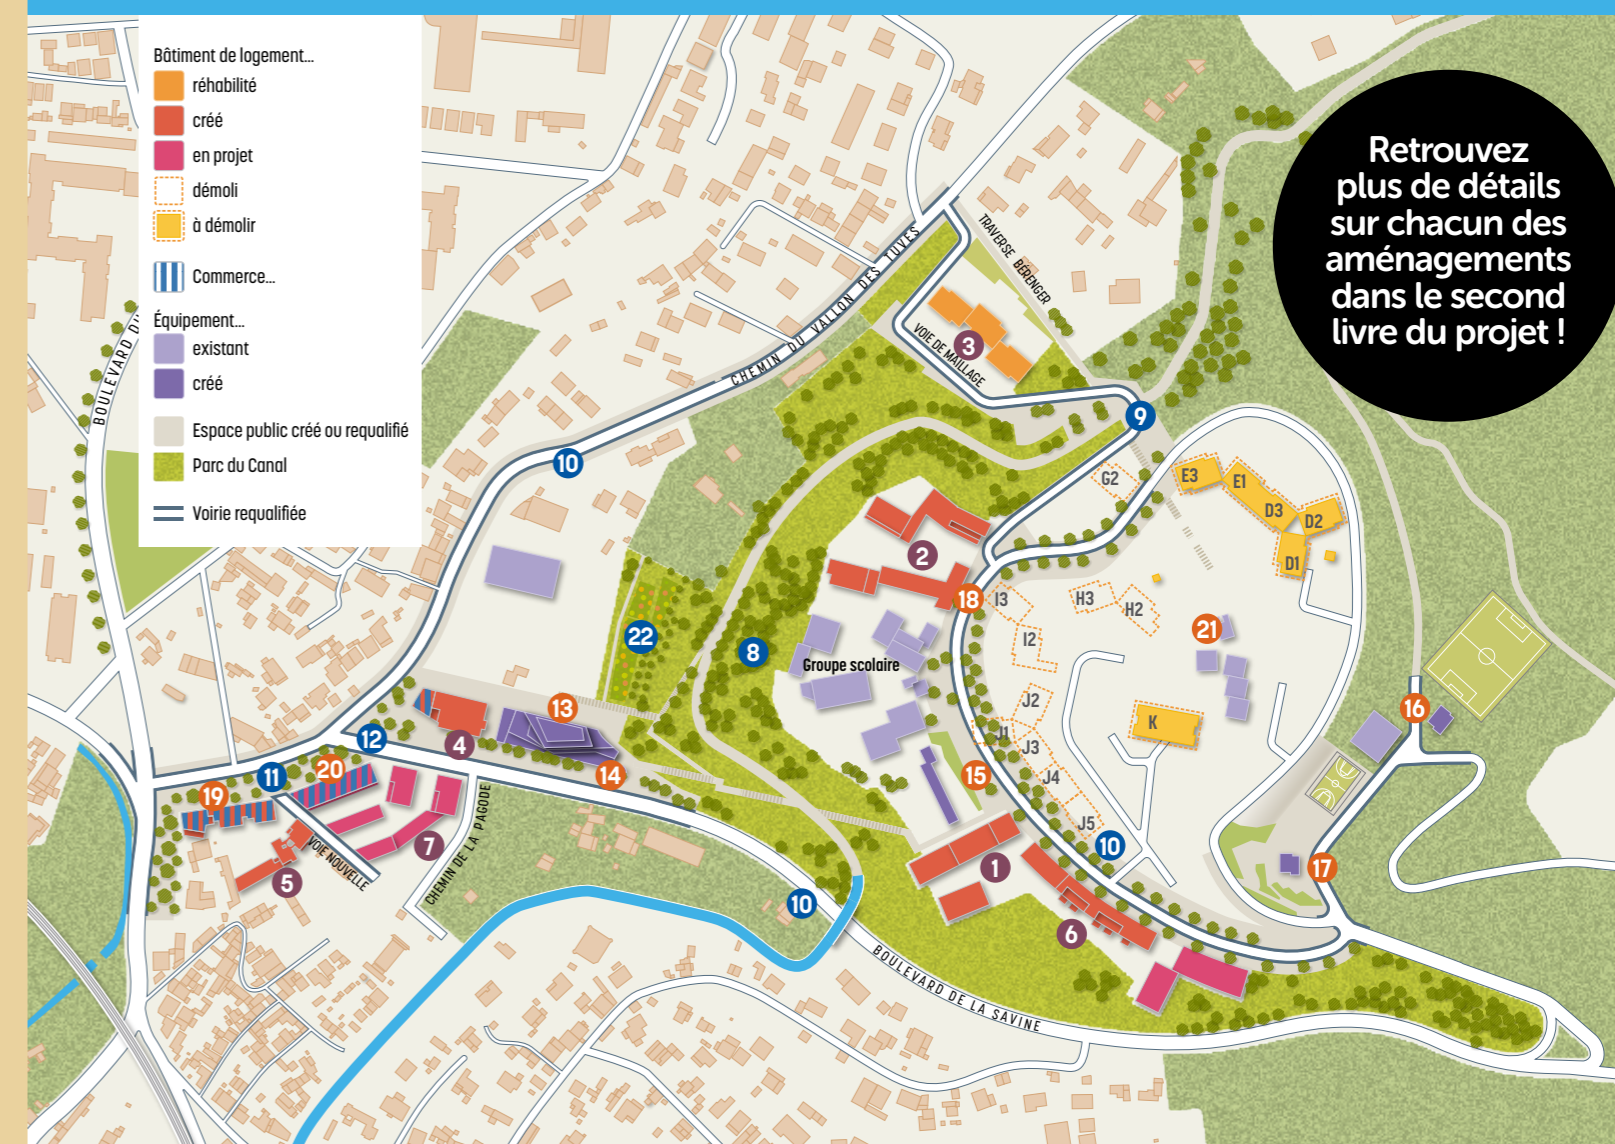 Bâtiment de logement...
réhabilité
créé
en projet
démoli
à démolir
Commerce...
Équipement...
existant
créé
Espace public créé ou requalifié
Parc du Canal
Voirie requalifiée
Retrouvez
plus de détails
sur chacun des
aménagements
dans le second
livre du projet !
BOULEVARD DU
CHEMIN DU VALLON DES TUVES
TRAVERSE BÉRENGER
VOIE DE MAILLAGE
3
9
10
G2
E3
E1
D3
D2
D1
2
18
I3
H3
H2
I2
21
22
8
Groupe scolaire
J2
J1
J3
K
16
13
4
12
14
15
J4
11
20
19
J5
10
7
5
VOIE NOUVELLE
CHEMIN DE LA PAGODE
1
17
10
6
BOULEVARD DE LA SAVINE